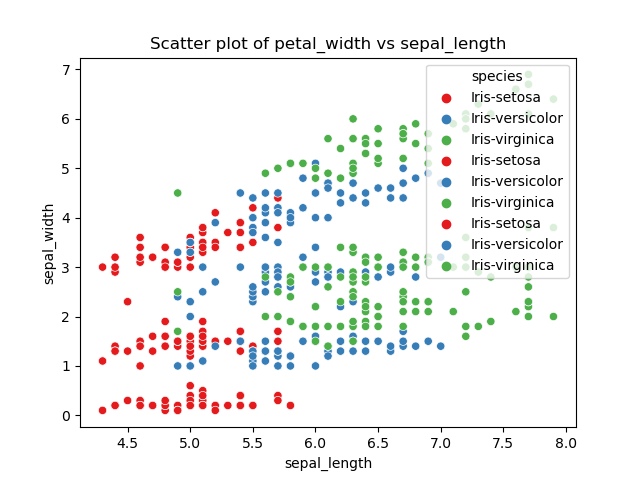 Scatter plot of petal_width vs sepal_length
species
Iris-setosa
Iris-versicolor
Iris-virginica
Iris-setosa
Iris-versicolor
Iris-virginica
Iris-setosa
Iris-versicolor
Iris-virginica
sepal_width
7
6
5
4
3
2
1
0
4.5 5.0 5.5 6.0 6.5 7.0 7.5 8.0
sepal_length